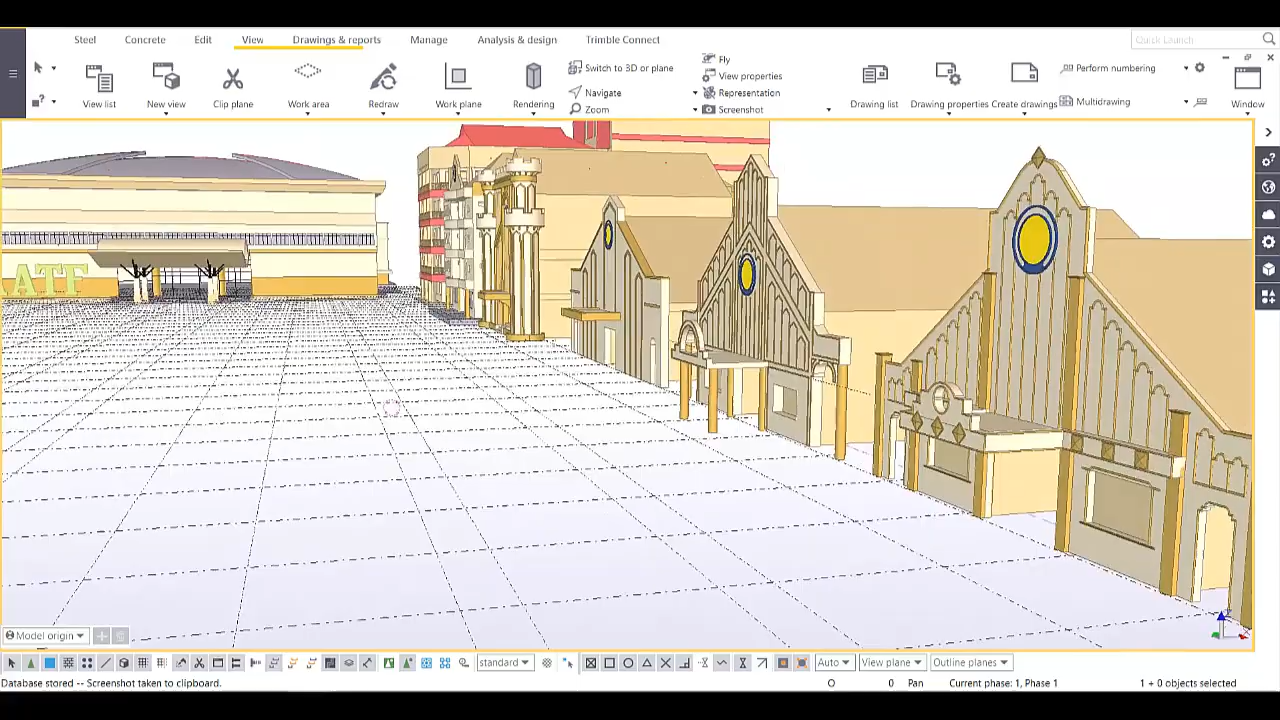 Steel Concrete Edit View Drawings & reports Manage Analysis & design Trimble Connect Quick Launch
View list New view Clip plane Work area Redraw Work plane Rendering
Switch to 3D or plane
Navigate
Zoom
Fly
View properties
Representation
Screenshot
Drawing list Drawing properties Create drawings
Perform numbering
Multidrawing
Window
ATF
Model origin
standard Auto View plane Outline planes
Database stored -- Screenshot taken to clipboard. O 0 Pan Current phase: 1, Phase 1 1 + 0 objects selected